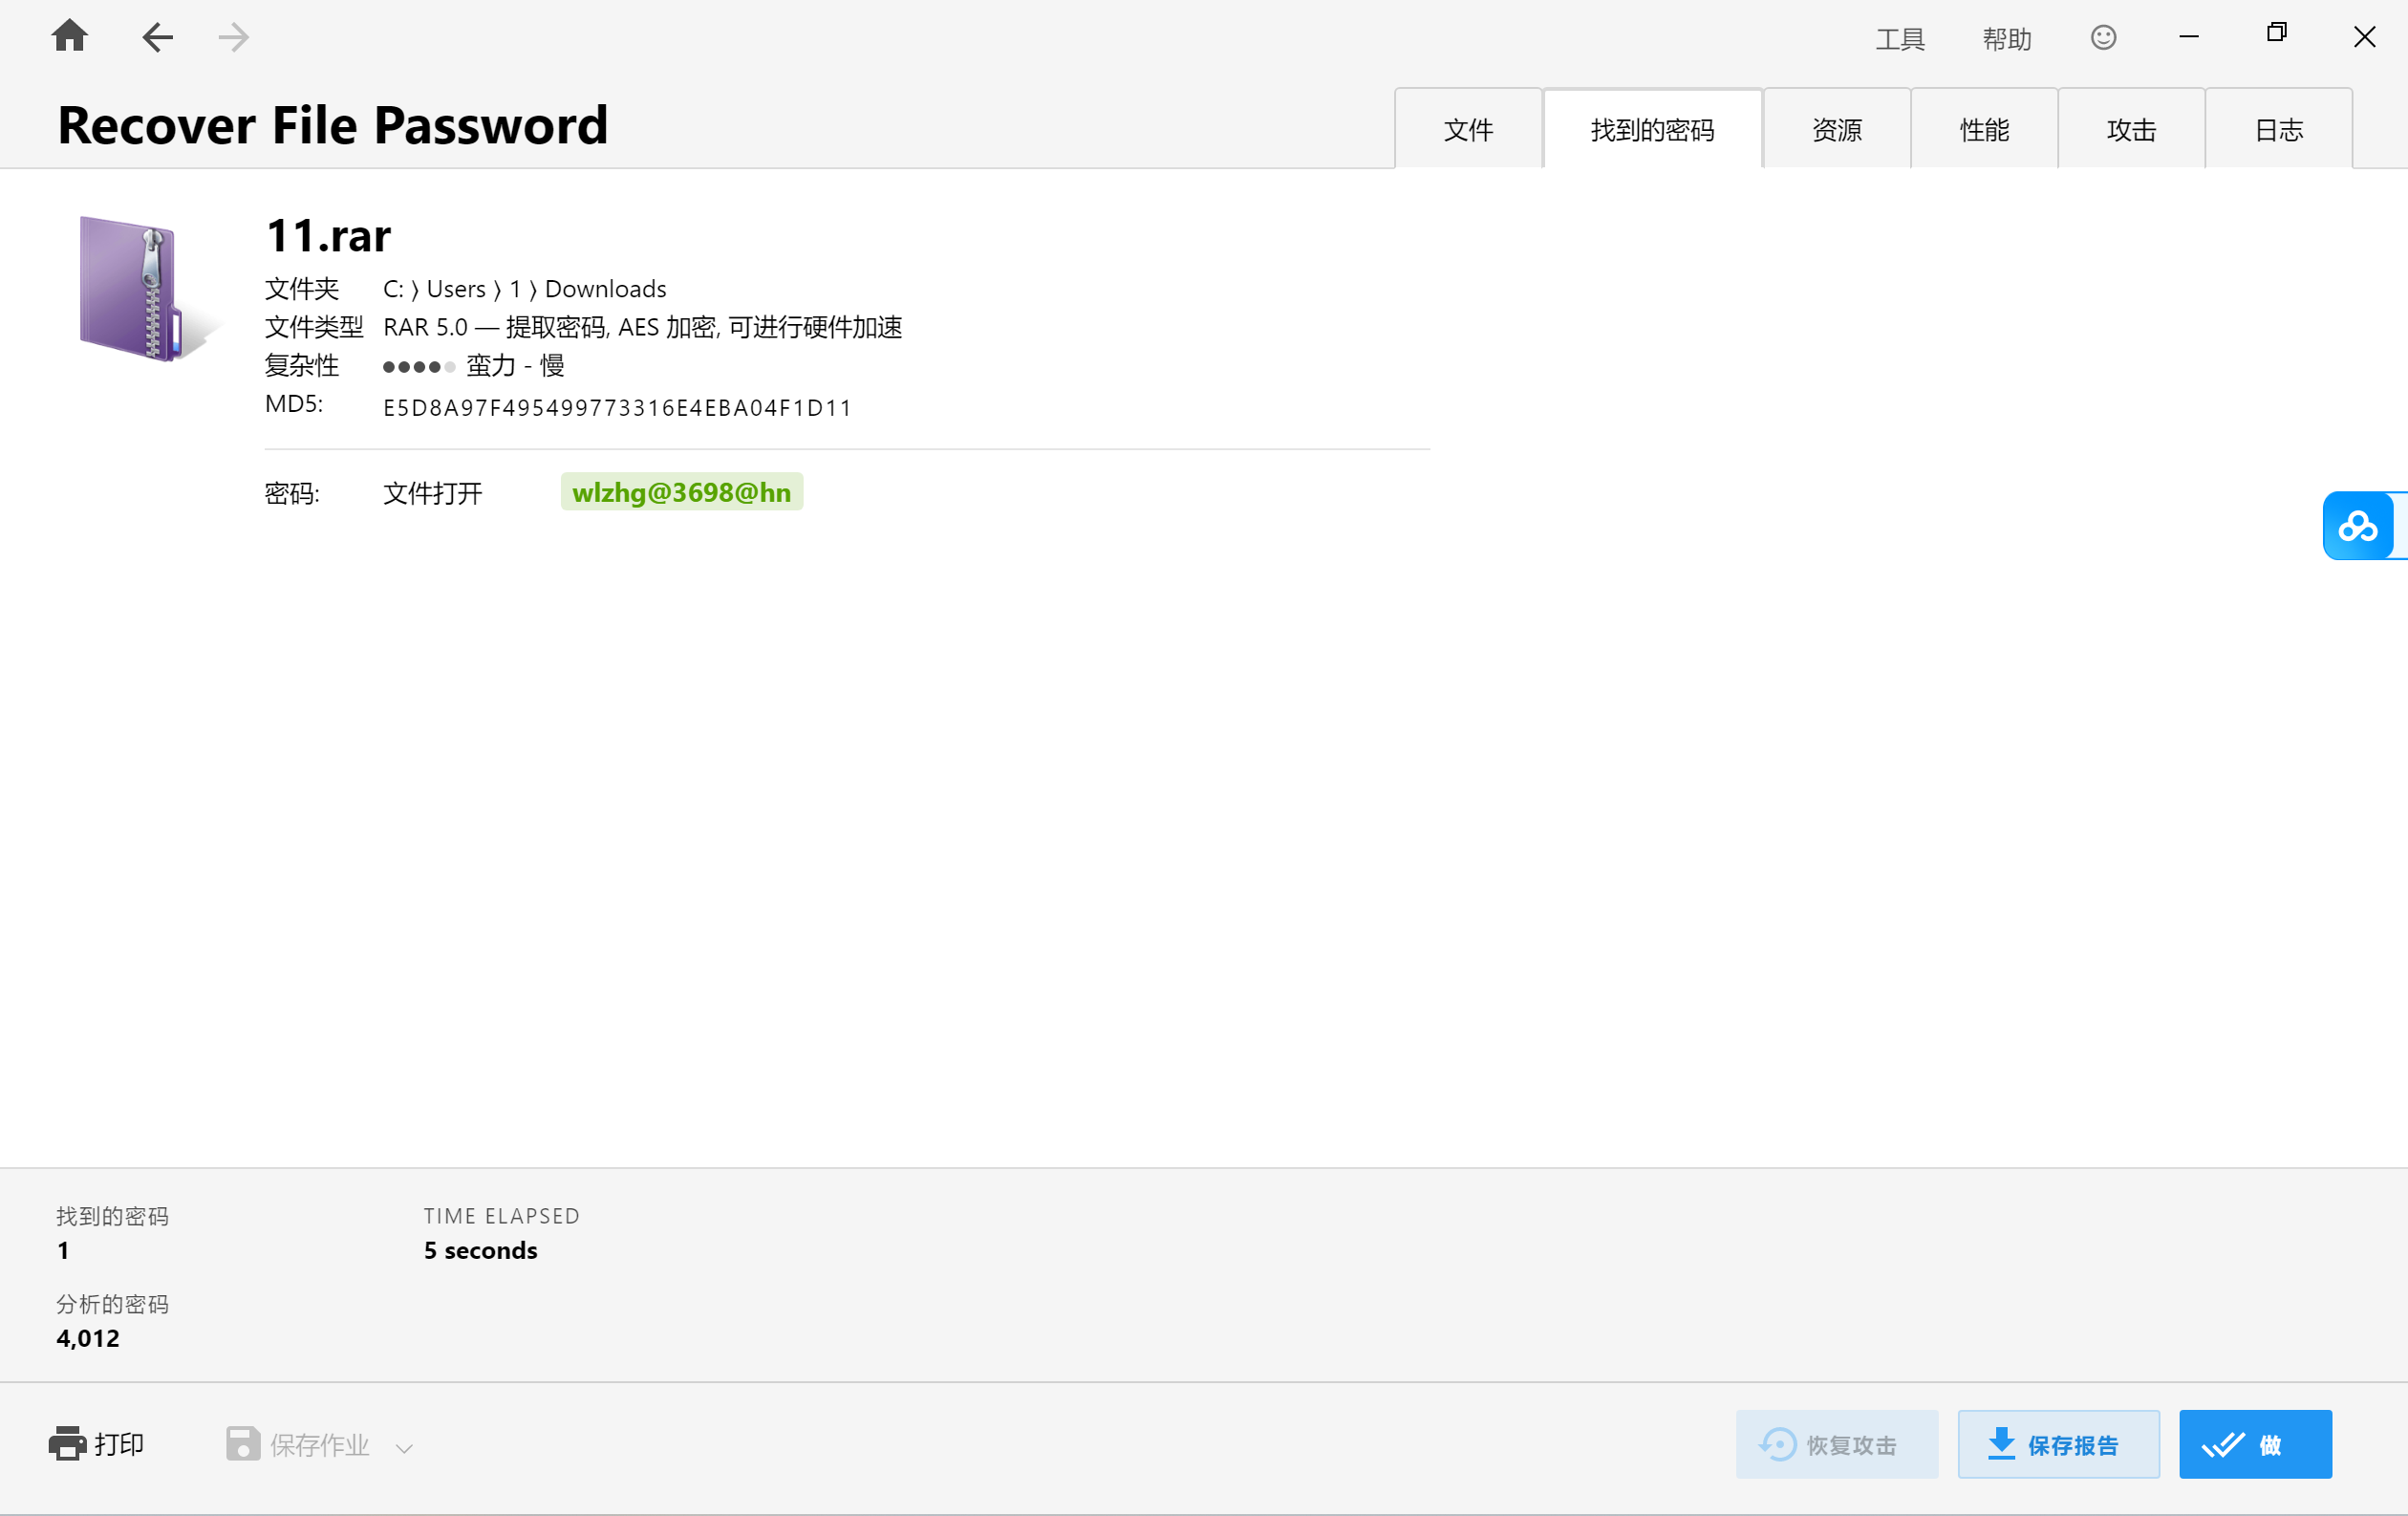 工具 帮助
Recover File Password
文件 找到的密码 资源 性能 攻击 日志
11.rar
文件夹 C: ⟩ Users ⟩ 1 ⟩ Downloads
文件类型 RAR 5.0 — 提取密码, AES 加密, 可进行硬件加速
复杂性 蛮力 - 慢
MD5: E5D8A97F495499773316E4EBA04F1D11
密码: 文件打开 wlzhg@3698@hn
找到的密码 TIME ELAPSED
1 5 seconds
分析的密码
4,012
打印 保存作业 恢复攻击 保存报告 做